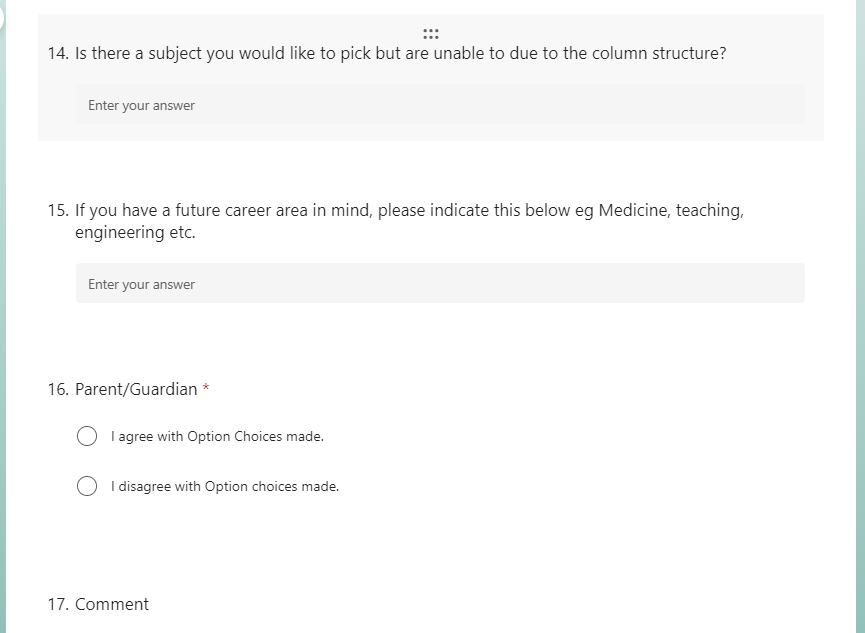 14. Is there a subject you would like to pick but are unable to due to the column structure?
Enter your answer
15. If you have a future career area in mind, please indicate this below eg Medicine, teaching,
engineering etc.
Enter your answer
16. Parent/Guardian *
I agree with Option Choices made.
I disagree with Option choices made.
17. Comment